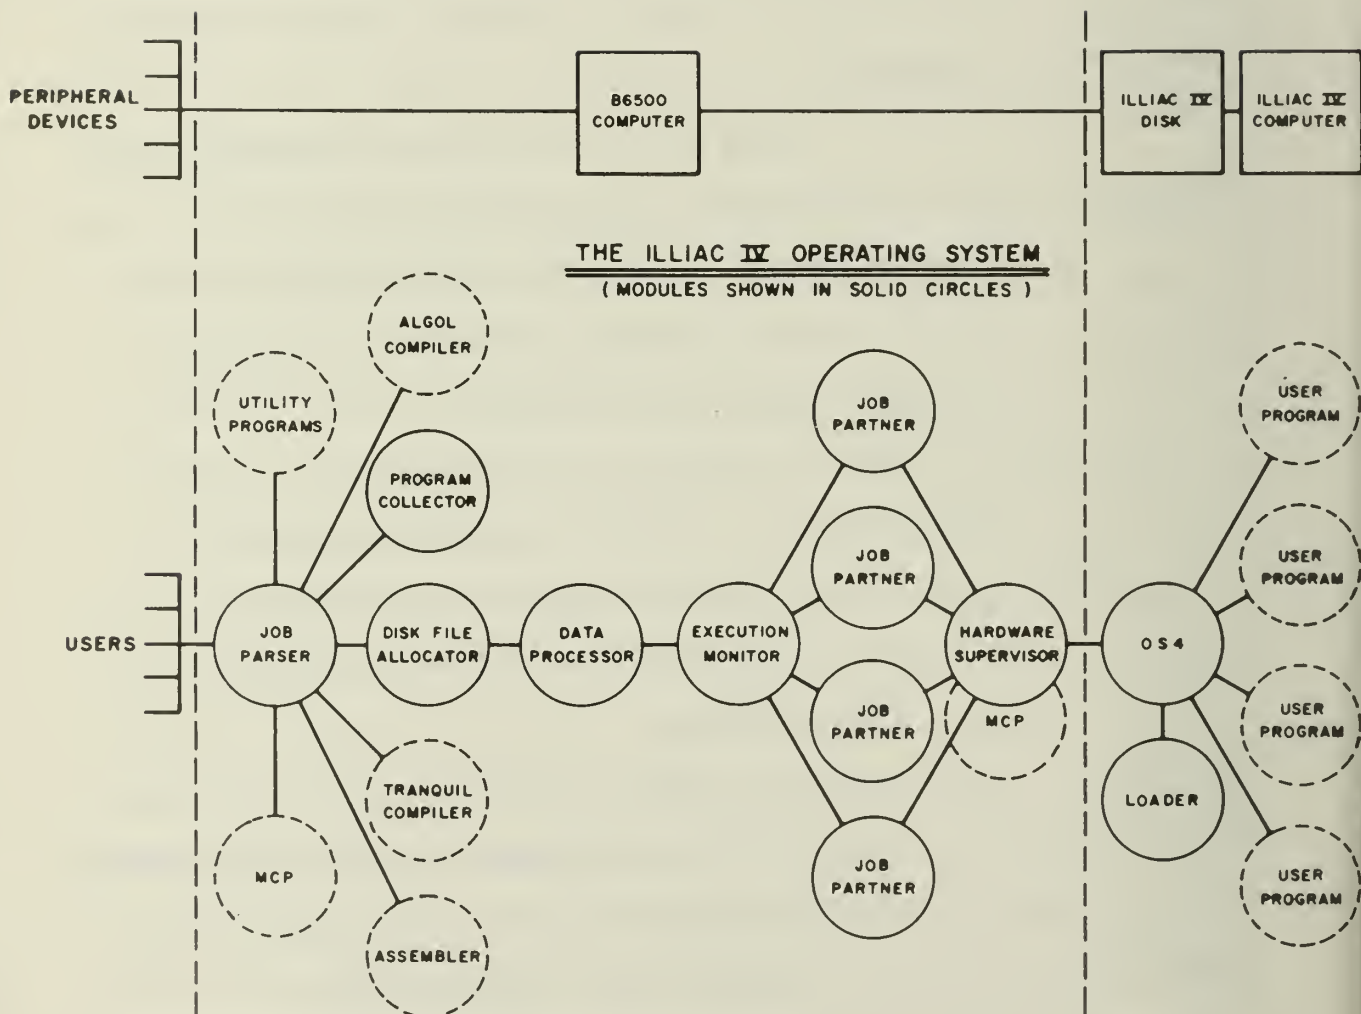 PERIPHERAL
DEVICES
B6500
COMPUTER
ILLIAC IV
DISK
ILLIAC IV
COMPUTER
THE ILLIAC IV OPERATING SYSTEM
( MODULES SHOWN IN SOLID CIRCLES )
ALGOL
COMPILER
UTILITY
PROGRAMS
PROGRAM
COLLECTOR
JOB
PARTNER
USER
PROGRAM
JOB
PARTNER
USER
PROGRAM
USERS
JOB
PARSER
DISK FILE
ALLOCATOR
DATA
PROCESSOR
EXECUTION
MONITOR
HARDWARE
SUPERVISOR
OS4
JOB
PARTNER
MCP
USER
PROGRAM
TRANQUIL
COMPILER
LOADER
MCP
JOB
PARTNER
USER
PROGRAM
ASSEMBLER